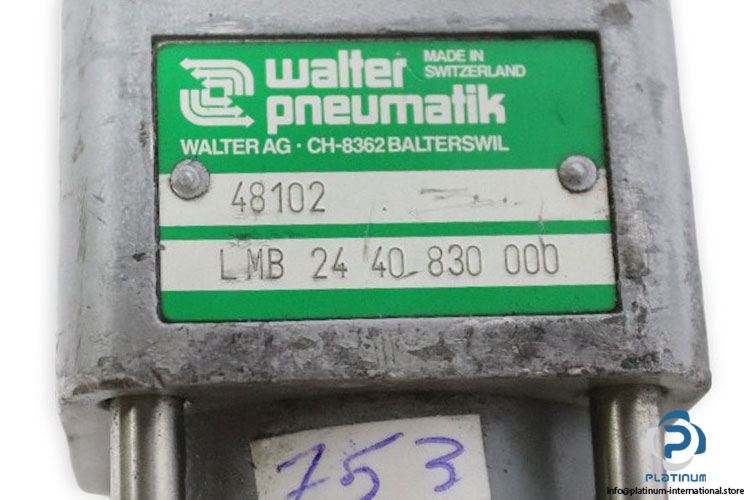 walter
pneumatik
MADE IN
SWITZERLAND
WALTER AG · CH-8362 BALTERSWIL
48102
LMB 24 40 830 000
753
PLATINUM
info@platinum-international.store